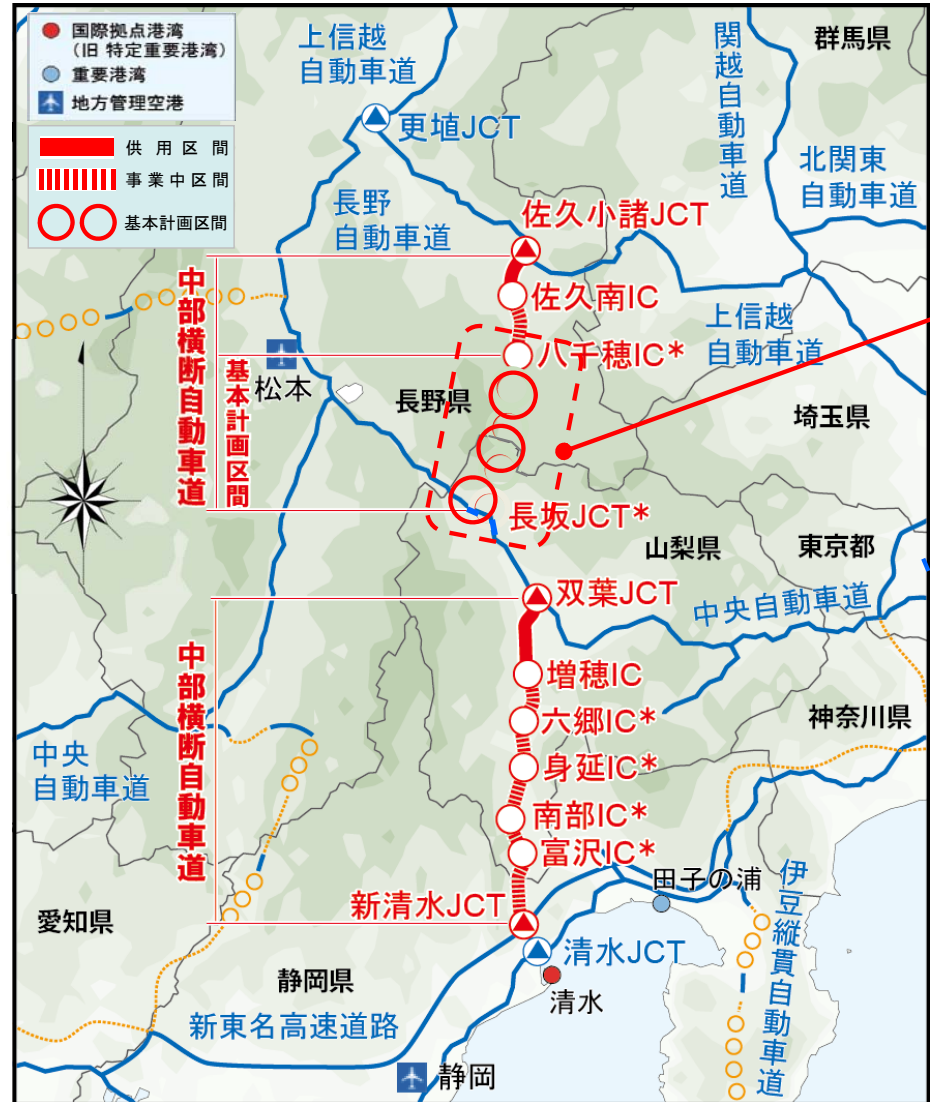 国際拠点港湾
(旧 特定重要港湾)
重要港湾
地方管理空港
供用区間
事業中区間
基本計画区間
上信越
自動車道
関越自動車道
群馬県
更埴JCT
北関東
自動車道
長野
自動車道
佐久小諸JCT
佐久南IC
上信越
自動車道
八千穂IC*
中部横断自動車道
基本計画区間
松本
長野県
埼玉県
長坂JCT*
山梨県
東京都
双葉JCT
中央自動車道
中部横断自動車道
増穂IC
六郷IC*
神奈川県
中央
自動車道
身延IC*
南部IC*
富沢IC*
田子の浦
伊豆縦貫自動車道
新清水JCT
愛知県
清水JCT
静岡県
清水
新東名高速道路
静岡